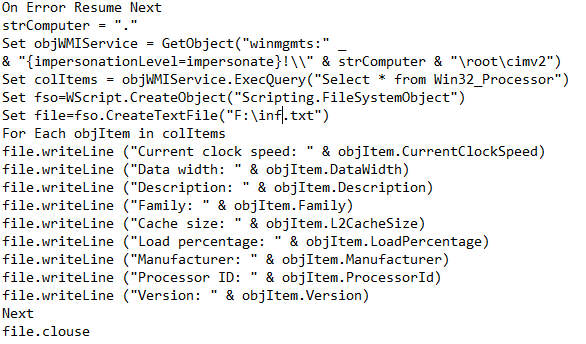 On Error Resume Next
strComputer = "."
Set objWMIService = GetObject("winmgmts:" _
& "{impersonationLevel=impersonate}!\\" & strComputer & "\root\cimv2")
Set colItems = objWMIService.ExecQuery("Select * from Win32_Processor")
Set fso=WScript.CreateObject("Scripting.FileSystemObject")
Set file=fso.CreateTextFile("F:\inf.txt")
For Each objItem in colItems
file.writeLine ("Current clock speed: " & objItem.CurrentClockSpeed)
file.writeLine ("Data width: " & objItem.DataWidth)
file.writeLine ("Description: " & objItem.Description)
file.writeLine ("Family: " & objItem.Family)
file.writeLine ("Cache size: " & objItem.L2CacheSize)
file.writeLine ("Load percentage: " & objItem.LoadPercentage)
file.writeLine ("Manufacturer: " & objItem.Manufacturer)
file.writeLine ("Processor ID: " & objItem.ProcessorId)
file.writeLine ("Version: " & objItem.Version)
Next
file.clouse